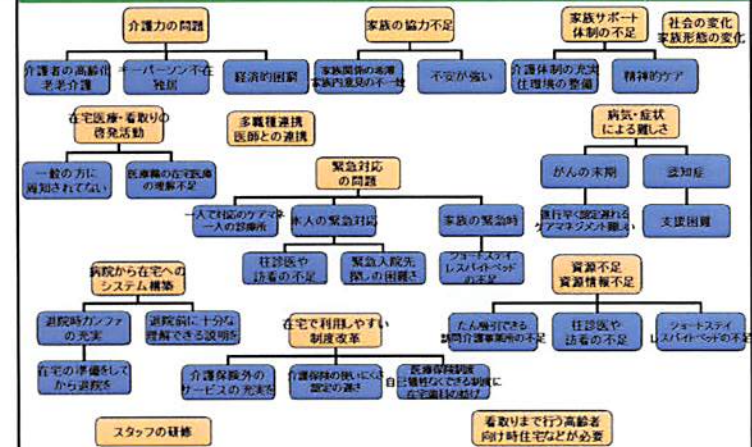 介護力の問題
介護者の高齢化
老老介護
キーパーソン不在
独居
経済的困窮
家族の協力不足
家族関係の希薄
家族内意見の不一致
不安が強い
家族サポート
体制の不足
介護体制の充実
住環境の整備
精神的ケア
社会の変化
家族形態の変化
在宅医療・看取りの
啓発活動
一般の方に
周知されてない
医療職の在宅医療
の理解不足
多職種連携
医師との連携
緊急対応
の問題
一人で対応のケアマネ
一人の診療所
本人の緊急対応
往診医や
訪看の不足
緊急入院先
探しの困難さ
家族の緊急時
ショートステイ
レスパイトベッド
の不足
病気・症状
による難しさ
がんの末期
進行早く認定遅れる
ケアマネジメント難しい
認知症
支援困難
病院から在宅への
システム構築
退院時カンファ
の充実
在宅の準備をして
から退院を
退院前に十分な
理解できる説明を
在宅で利用しやすい
制度改革
介護保険外の
サービスの充実を
介護保険の使いにくさ
認定の遅さ
医療保険制度
自己犠牲なくできる制度に
在宅歯科の妨げ
資源不足
資源情報不足
たん吸引できる
訪問介護事業所の不足
往診医や
訪看の不足
ショートステイ
レスパイトベッドの不足
スタッフの研修
看取りまで行う高齢者
向け時住宅などが必要